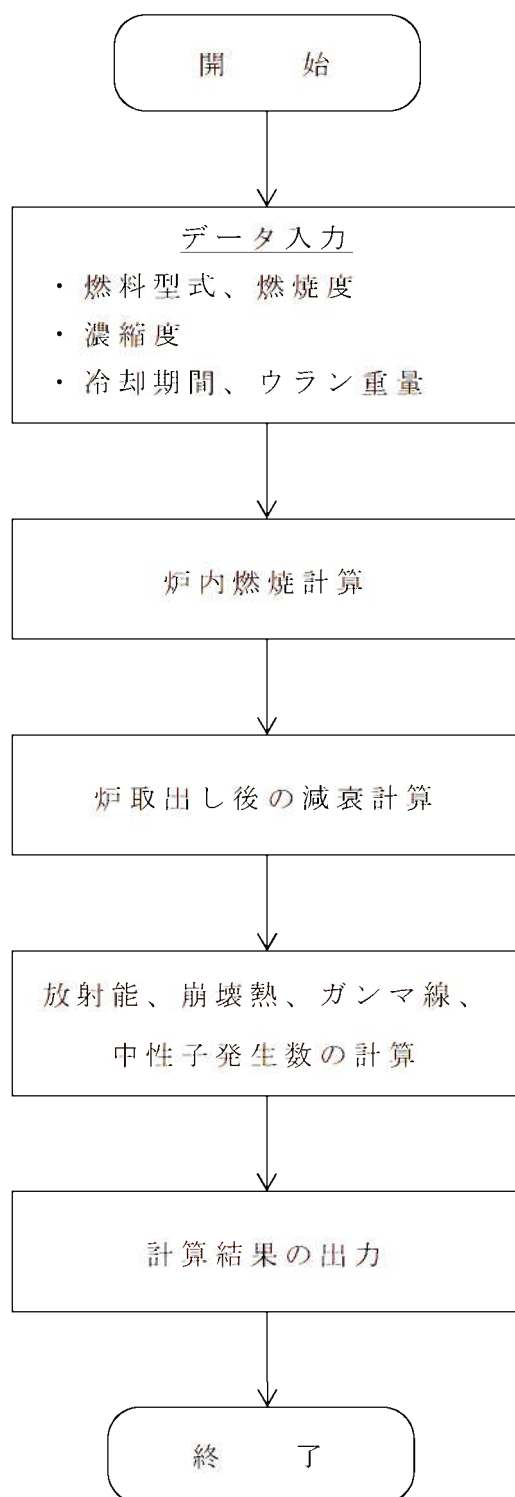 開　始
データ入力
・燃料型式、燃焼度
・濃縮度
・冷却期間、ウラン重量
炉内燃焼計算
炉取出し後の減衰計算
放射能、崩壊熱、ガンマ線、
中性子発生数の計算
計算結果の出力
終　了